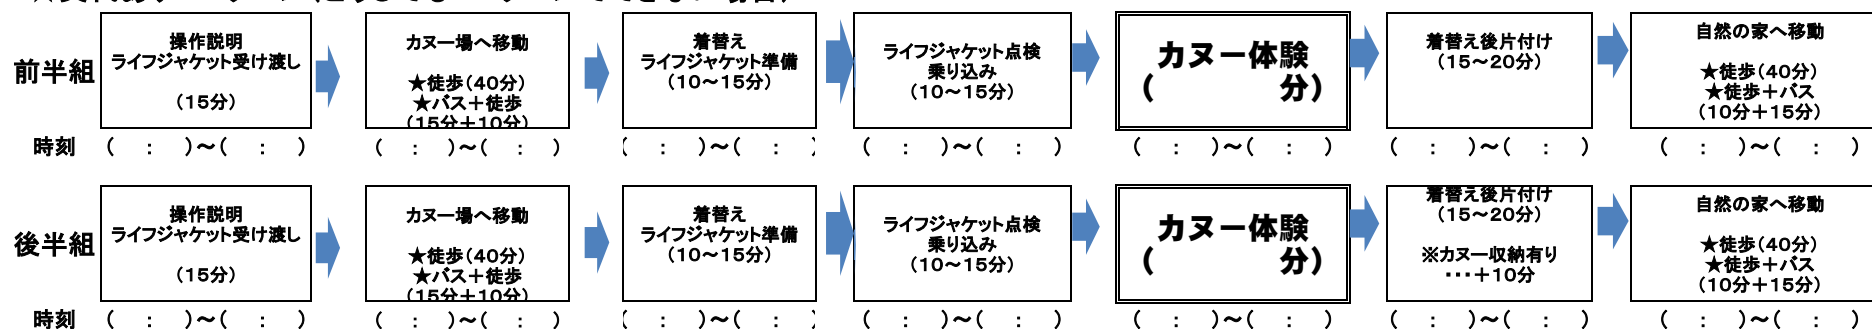 前半組
操作説明
ライフジャケット受け渡し
(15分)
カヌー場へ移動
★徒歩(40分)
★バス+徒歩
(15分+10分)
着替え
ライフジャケット準備
(10~15分)
ライフジャケット点検
乗り込み
(10~15分)
カヌー体験
(　　　分)
着替え後片付け
(15~20分)
自然の家へ移動
★徒歩(40分)
★徒歩+バス
(10分+15分)
時刻 ( : )~( : ) ( : )~( : ) ( : )~( : ) ( : )~( : ) ( : )~( : ) ( : )~( : ) ( : )~( : )
後半組
操作説明
ライフジャケット受け渡し
(15分)
カヌー場へ移動
★徒歩(40分)
★バス+徒歩
(15分+10分)
着替え
ライフジャケット準備
(10~15分)
ライフジャケット点検
乗り込み
(10~15分)
カヌー体験
(　　　分)
着替え後片付け
(15~20分)
※カヌー収納有り
・・・+10分
自然の家へ移動
★徒歩(40分)
★徒歩+バス
(10分+15分)
時刻 ( : )~( : ) ( : )~( : ) ( : )~( : ) ( : )~( : ) ( : )~( : ) ( : )~( : ) ( : )~( : )